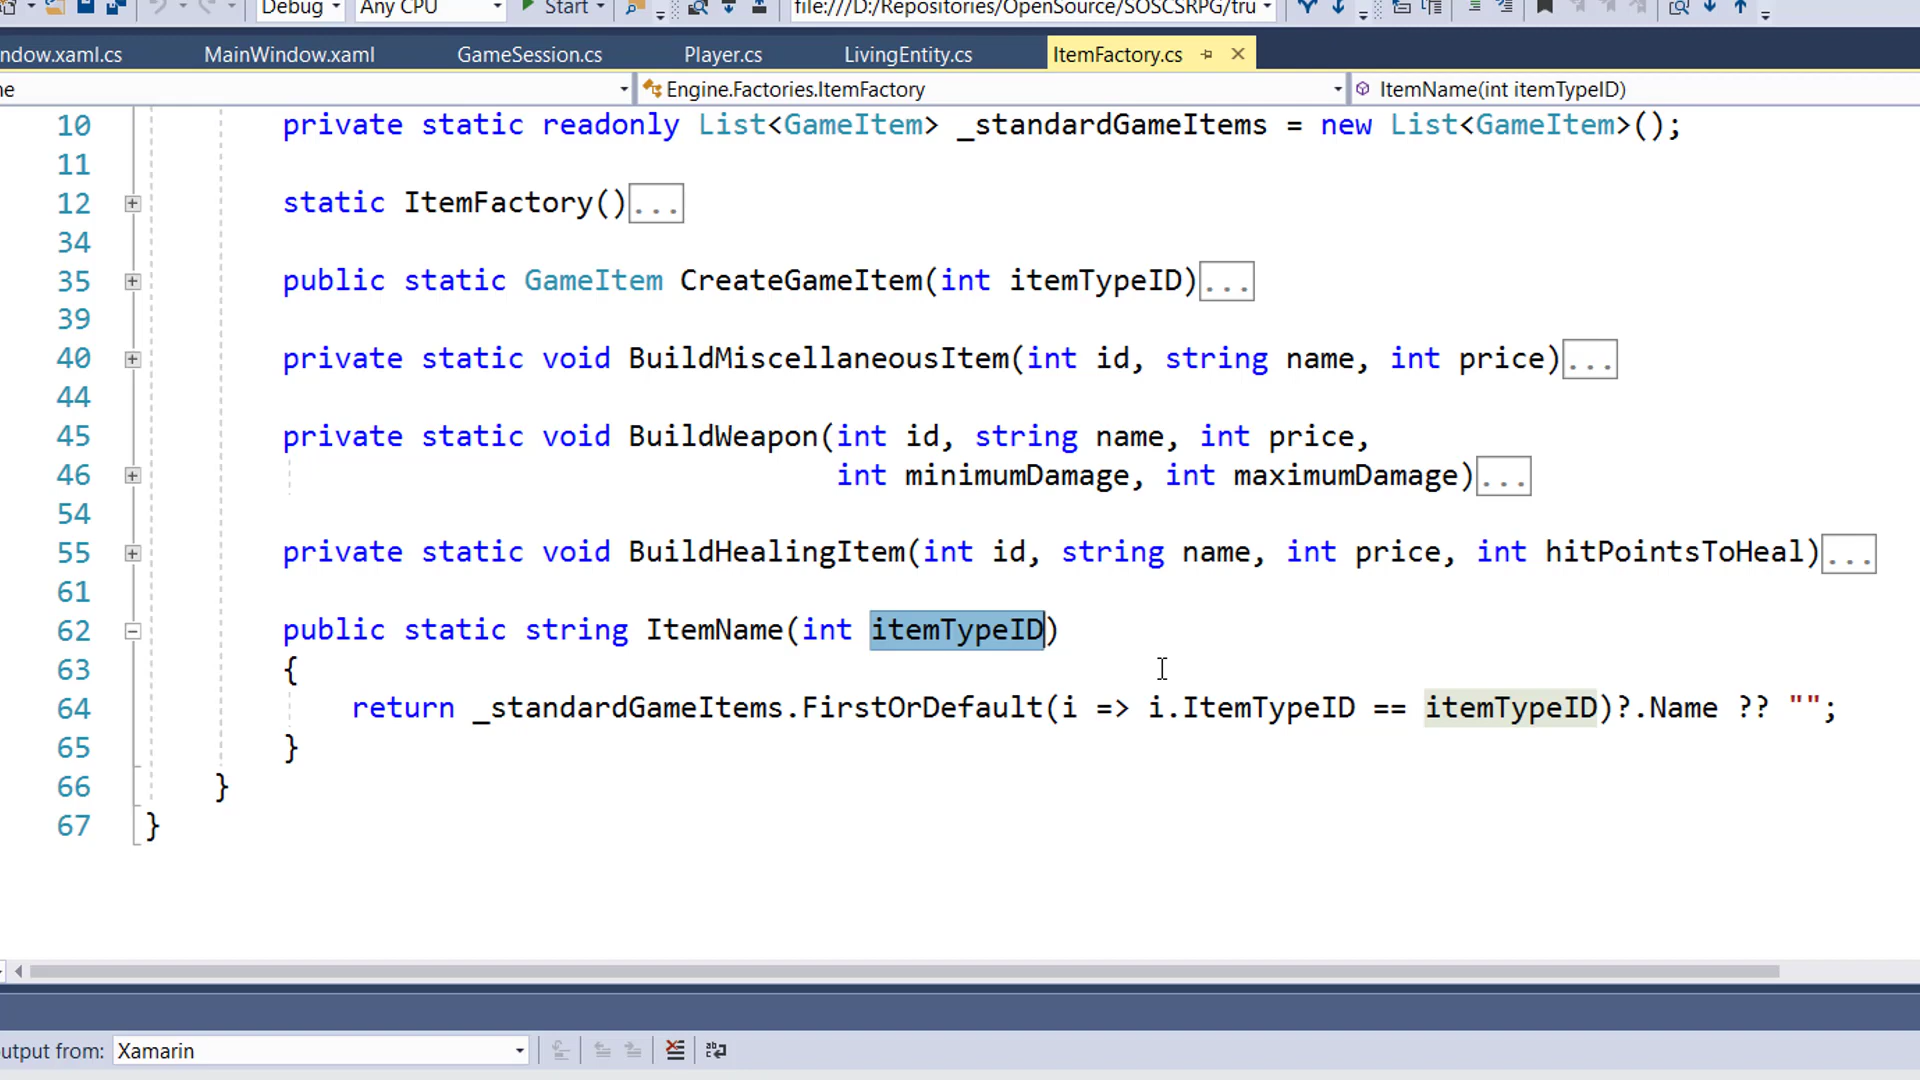 Debug Any CPU Start file:///D:/Repositories/OpenSource/SOSCSRPG/tru
ndow.xaml.cs MainWindow.xaml GameSession.cs Player.cs LivingEntity.cs ItemFactory.cs
ne Engine.Factories.ItemFactory ItemName(int itemTypeID)
10 private static readonly List<GameItem> _standardGameItems = new List<GameItem>();
11
12 static ItemFactory()...
34
35 public static GameItem CreateGameItem(int itemTypeID)...
39
40 private static void BuildMiscellaneousItem(int id, string name, int price)...
44
45 private static void BuildWeapon(int id, string name, int price,
46 int minimumDamage, int maximumDamage)...
54
55 private static void BuildHealingItem(int id, string name, int price, int hitPointsToHeal)...
61
62 public static string ItemName(int itemTypeID)
63 {
64 return _standardGameItems.FirstOrDefault(i => i.ItemTypeID == itemTypeID)?.Name ?? "";
65 }
66 }
67 }
utput from: Xamarin